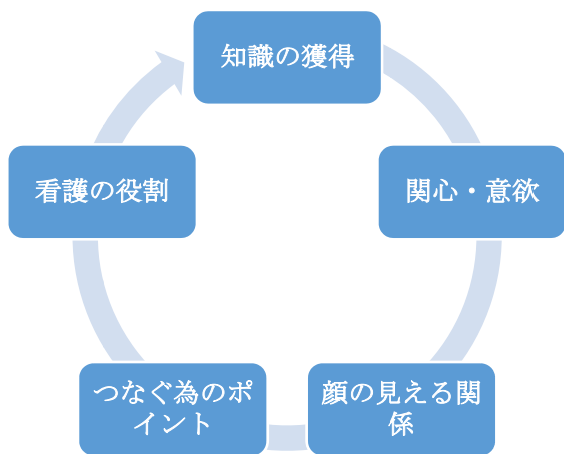 知識の獲得
関心・意欲
顔の見える関
係
つなぐ為のポ
イント
看護の役割